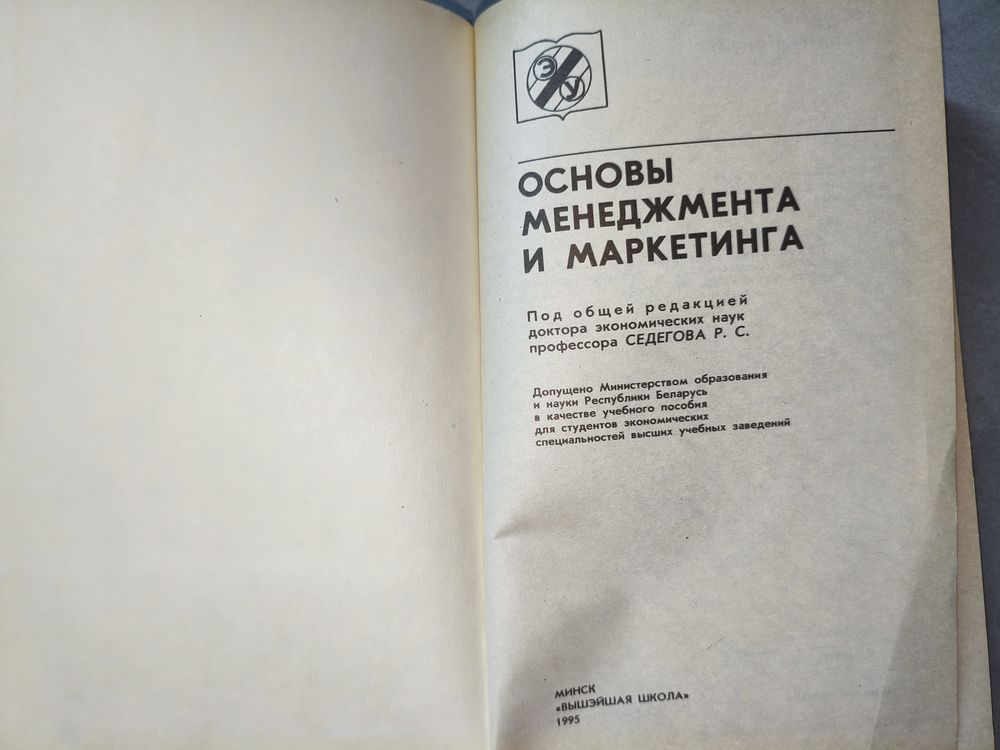 Э
У
ОСНОВЫ
МЕНЕДЖМЕНТА
И МАРКЕТИНГА
Под общей редакцией
доктора экономических наук
профессора СЕДЕГОВА Р. С.
Допущено Министерством образования
и науки Республики Беларусь
в качестве учебного пособия
для студентов экономических
специальностей высших учебных заведений
МИНСК
«ВЫШЭЙШАЯ ШКОЛА»
1995